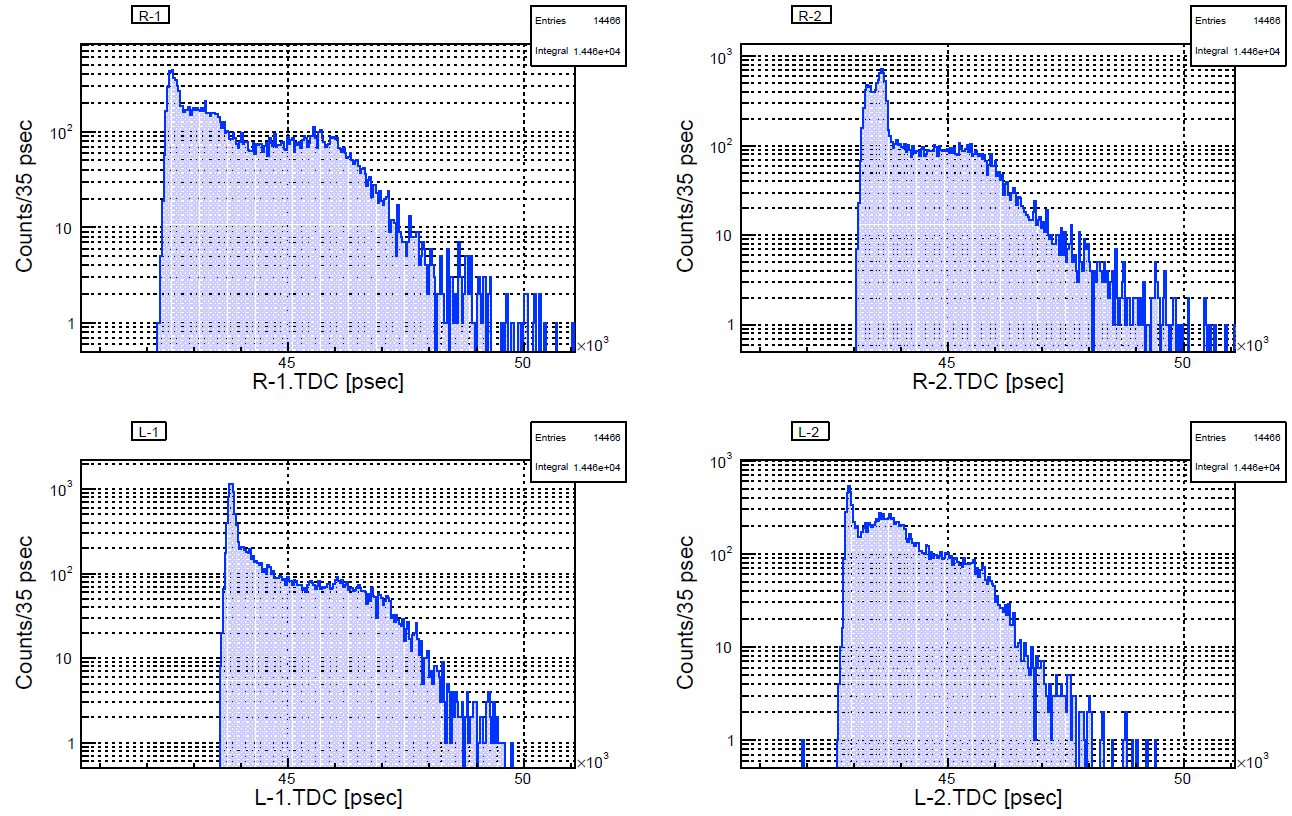 R-1
Entries 14466
Integral 1.446e+04
Counts/35 psec
10²
10
1
45
50
×10³
R-1.TDC [psec]
R-2
Entries 14466
Integral 1.446e+04
Counts/35 psec
10³
10²
10
1
45
50
×10³
R-2.TDC [psec]
L-1
Entries 14466
Integral 1.446e+04
Counts/35 psec
10³
10²
10
1
45
50
×10³
L-1.TDC [psec]
L-2
Entries 14466
Integral 1.446e+04
Counts/35 psec
10³
10²
10
1
45
50
×10³
L-2.TDC [psec]